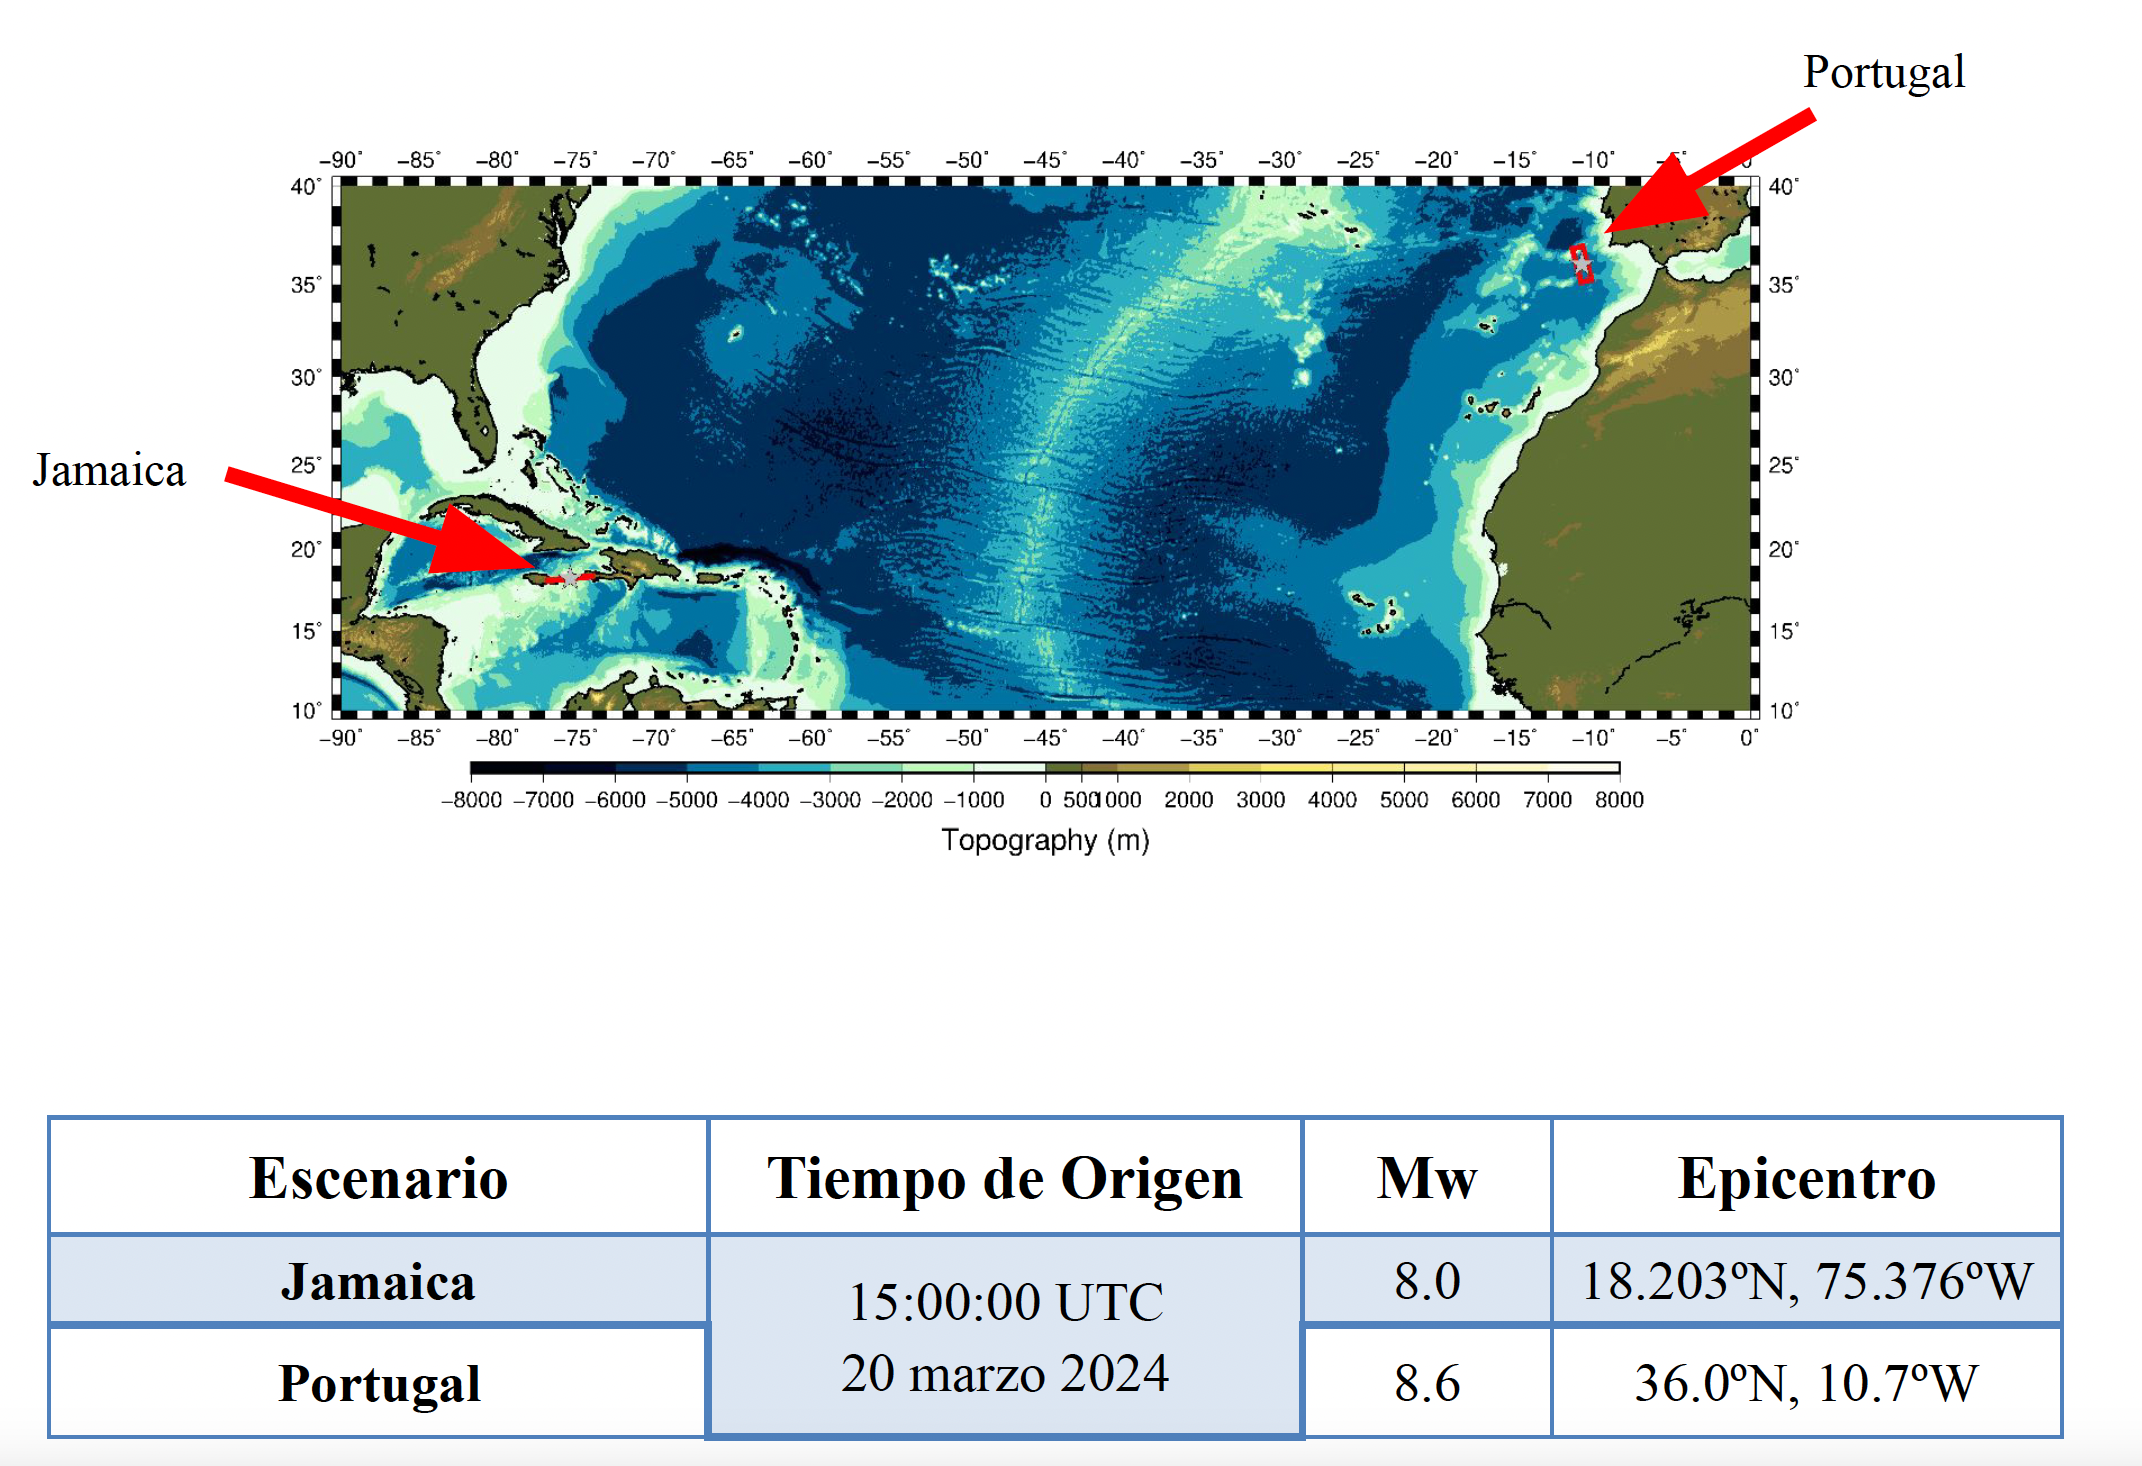 Portugal
−90° −85° −80° −75° −70° −65° −60° −55° −50° −45° −40° −35° −30° −25° −20° −15° −10° −5° 0°
40° 40°
35° 35°
30° 30°
Jamaica
25° 25°
20° 20°
15° 15°
10° 10°
−90° −85° −80° −75° −70° −65° −60° −55° −50° −45° −40° −35° −30° −25° −20° −15° −10° −5° 0°
−8000 −7000 −6000 −5000 −4000 −3000 −2000 −1000 0 500 1000 2000 3000 4000 5000 6000 7000 8000
Topography (m)
Escenario Tiempo de Origen Mw Epicentro
Jamaica 8.0 18.203ºN, 75.376ºW
15:00:00 UTC
20 marzo 2024
Portugal 8.6 36.0ºN, 10.7ºW